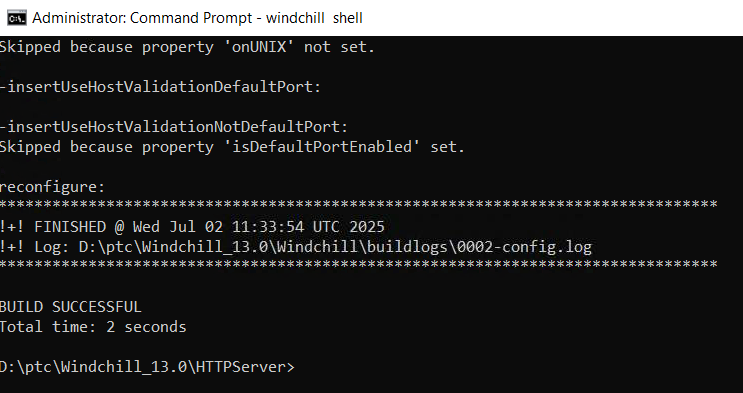 Administrator: Command Prompt - windchill  shell
Skipped because property 'onUNIX' not set.
-insertUseHostValidationDefaultPort:
-insertUseHostValidationNotDefaultPort:
Skipped because property 'isDefaultPortEnabled' set.
reconfigure:
********************************************************************************
!+! FINISHED @ Wed Jul 02 11:33:54 UTC 2025
!+! Log: D:\ptc\Windchill_13.0\Windchill\buildlogs\0002-config.log
********************************************************************************
BUILD SUCCESSFUL
Total time: 2 seconds
D:\ptc\Windchill_13.0\HTTPServer>